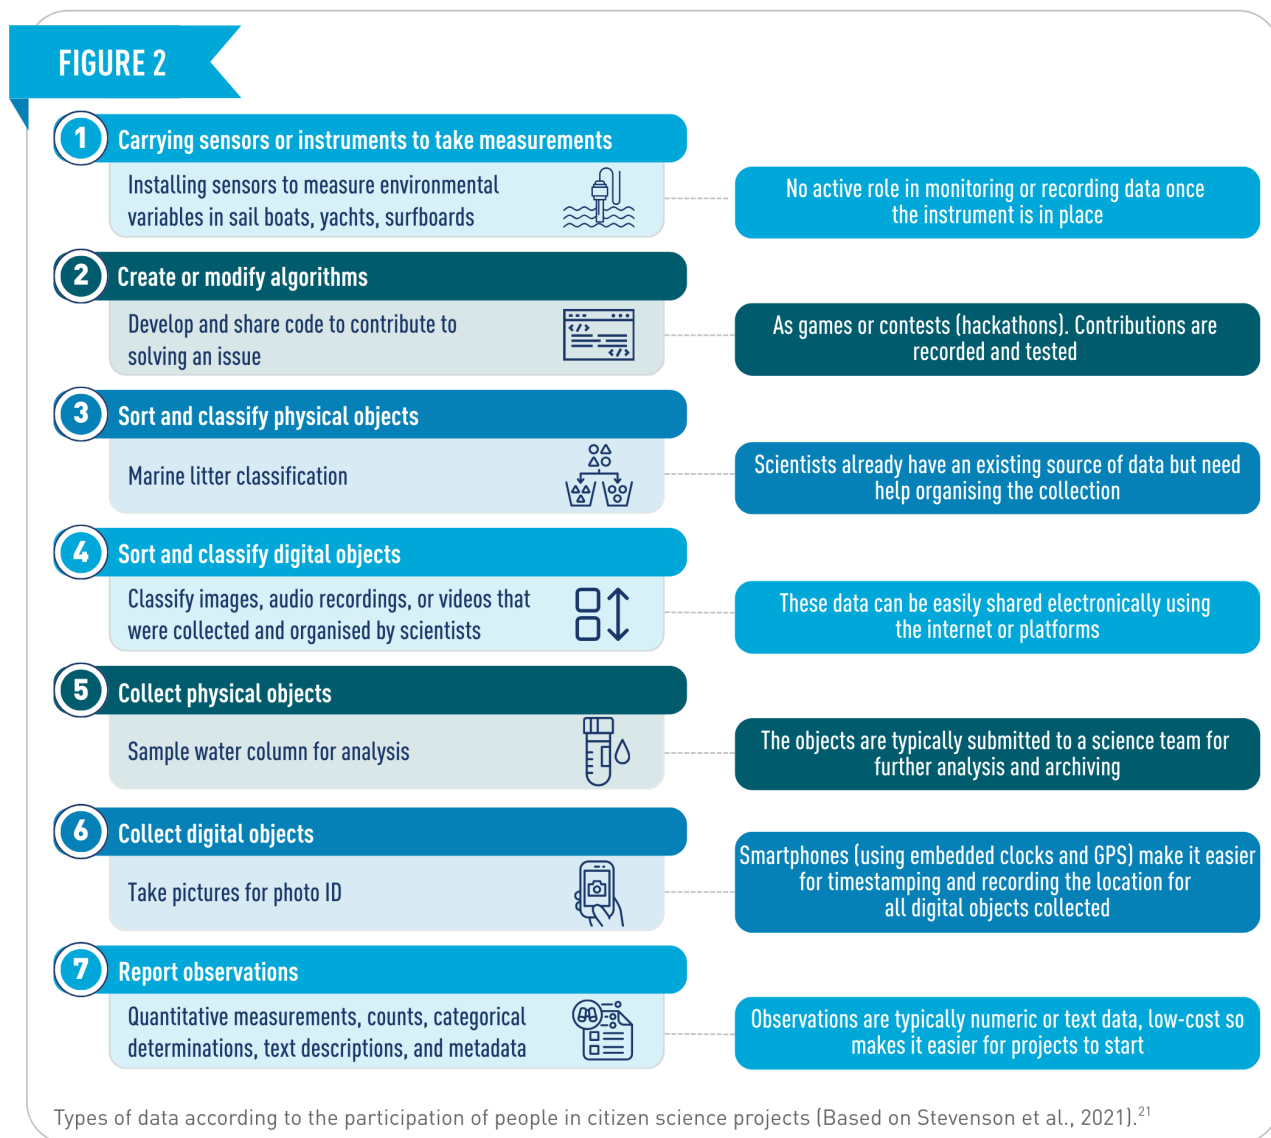 FIGURE 2
1
Carrying sensors or instruments to take measurements
Installing sensors to measure environmental
variables in sail boats, yachts, surfboards
No active role in monitoring or recording data once
the instrument is in place
2
Create or modify algorithms
Develop and share code to contribute to
solving an issue
As games or contests (hackathons). Contributions are
recorded and tested
3
Sort and classify physical objects
Marine litter classification
Scientists already have an existing source of data but need
help organising the collection
4
Sort and classify digital objects
Classify images, audio recordings, or videos that
were collected and organised by scientists
These data can be easily shared electronically using
the internet or platforms
5
Collect physical objects
Sample water column for analysis
The objects are typically submitted to a science team for
further analysis and archiving
6
Collect digital objects
Take pictures for photo ID
Smartphones (using embedded clocks and GPS) make it easier
for timestamping and recording the location for
all digital objects collected
7
Report observations
Quantitative measurements, counts, categorical
determinations, text descriptions, and metadata
Observations are typically numeric or text data, low-cost so
makes it easier for projects to start
Types of data according to the participation of people in citizen science projects (Based on Stevenson et al., 2021).21